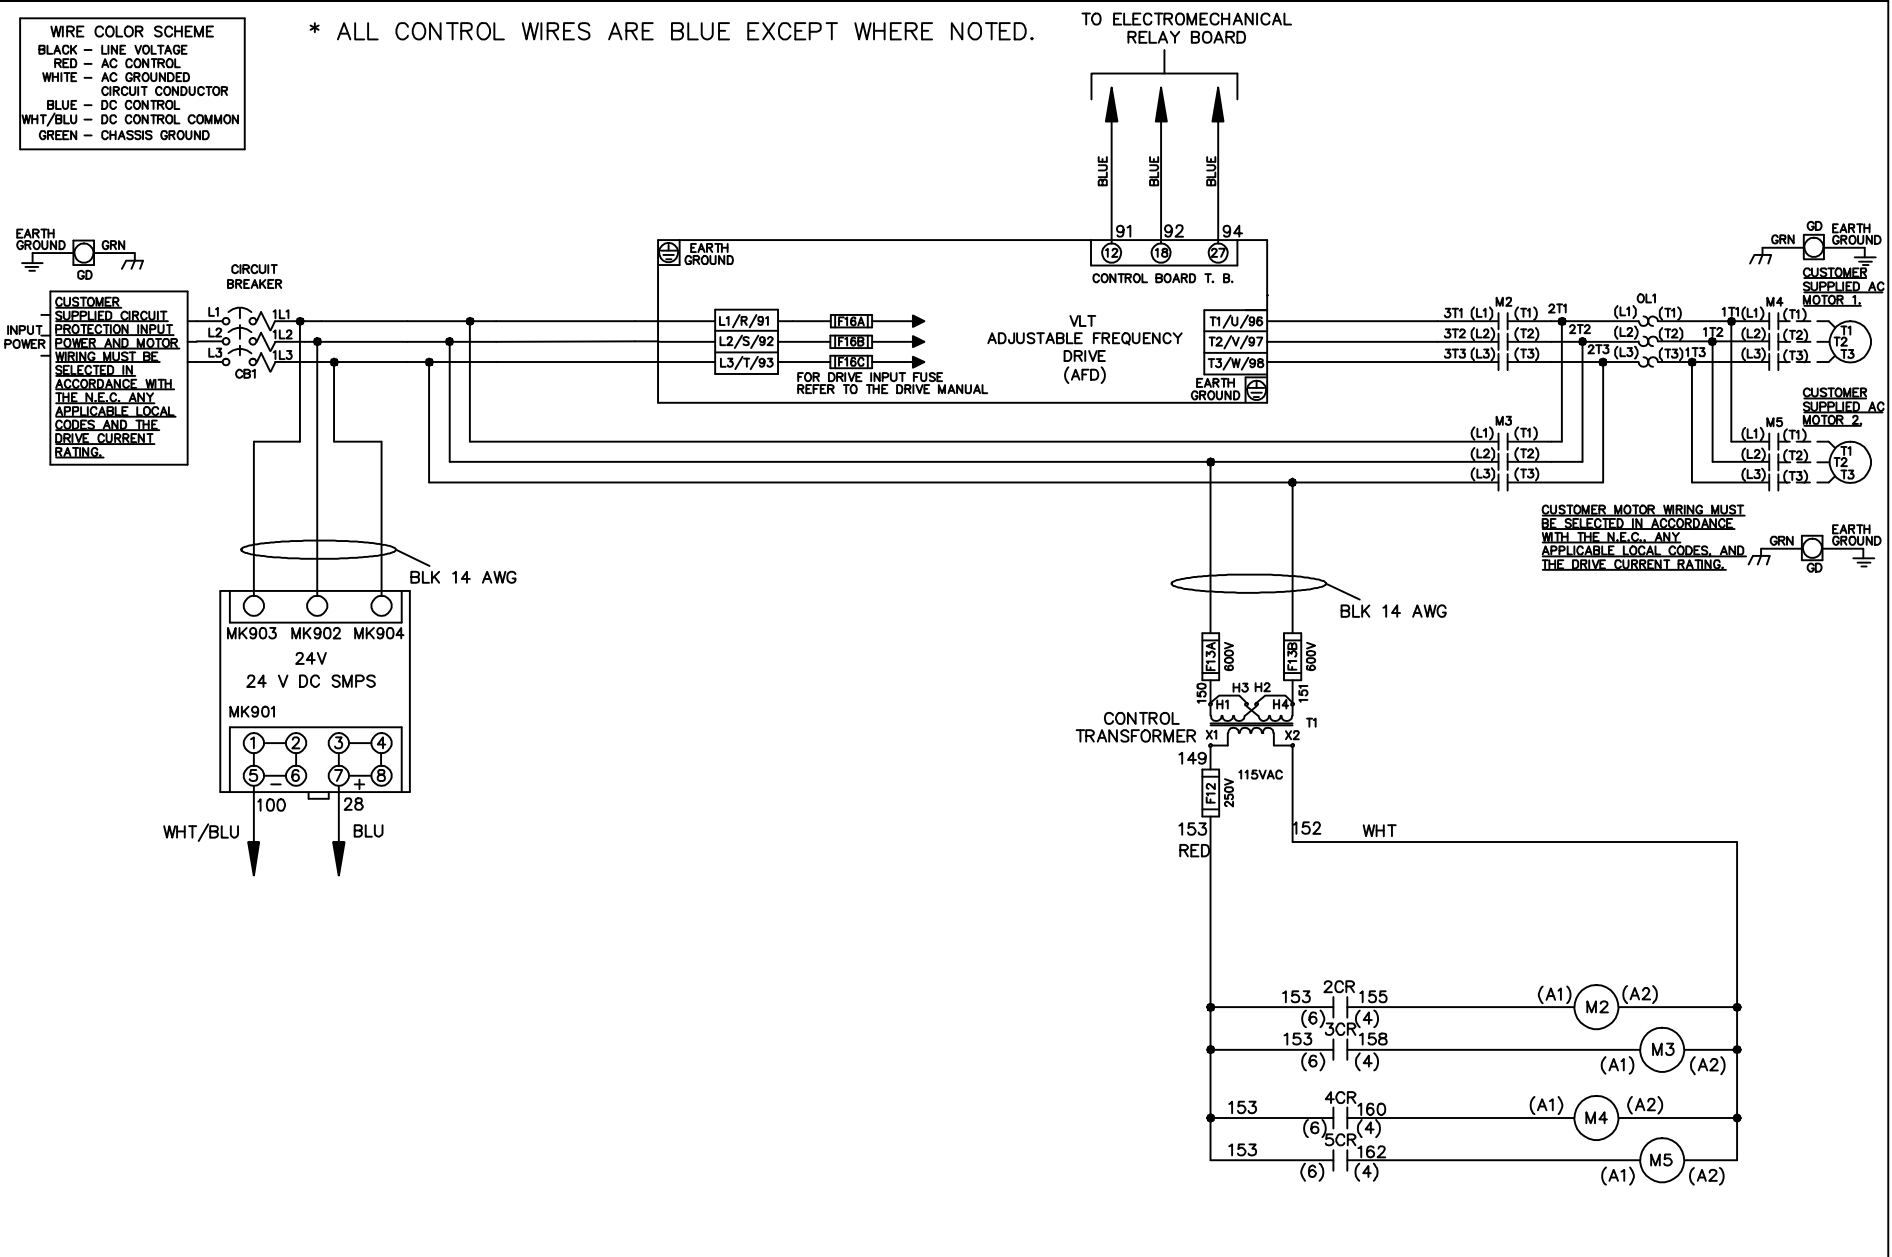 WIRE COLOR SCHEME
BLACK – LINE VOLTAGE
RED – AC CONTROL
WHITE – AC GROUNDED
CIRCUIT CONDUCTOR
BLUE – DC CONTROL
WHT/BLU – DC CONTROL COMMON
GREEN – CHASSIS GROUND
* ALL CONTROL WIRES ARE BLUE EXCEPT WHERE NOTED.
TO ELECTROMECHANICAL
RELAY BOARD
BLUE
BLUE
BLUE
91 92 94
12 18 27
CONTROL BOARD T. B.
EARTH
GROUND
GRN
GD
CIRCUIT
BREAKER
CUSTOMER
SUPPLIED CIRCUIT
PROTECTION INPUT
POWER AND MOTOR
WIRING MUST BE
SELECTED IN
ACCORDANCE WITH
THE N.E.C. ANY
APPLICABLE LOCAL
CODES AND THE
DRIVE CURRENT
RATING.
INPUT
POWER
L1 1L1
L2 1L2
L3 1L3
CB1
EARTH
GROUND
L1/R/91 F16A
L2/S/92 F16B
L3/T/93 F16C
FOR DRIVE INPUT FUSE
REFER TO THE DRIVE MANUAL
VLT
ADJUSTABLE FREQUENCY
DRIVE
(AFD)
T1/U/96
T2/V/97
T3/W/98
EARTH
GROUND
M2
3T1 (L1) (T1) 2T1
3T2 (L2) (T2) 2T2
3T3 (L3) (T3) 2T3
OL1
(L1) (T1) 1T1
(L2) (T2) 1T2
(L3) (T3) 1T3
M4
(L1) (T1)
(L2) (T2)
(L3) (T3)
T1
T2
T3
GD
GRN
EARTH
GROUND
CUSTOMER
SUPPLIED AC
MOTOR 1.
M3
(L1) (T1)
(L2) (T2)
(L3) (T3)
CUSTOMER
SUPPLIED AC
MOTOR 2.
M5
(L1) (T1)
(L2) (T2)
(L3) (T3)
T1
T2
T3
CUSTOMER MOTOR WIRING MUST
BE SELECTED IN ACCORDANCE
WITH THE N.E.C., ANY
APPLICABLE LOCAL CODES, AND
THE DRIVE CURRENT RATING.
GRN
GD
EARTH
GROUND
BLK 14 AWG
MK903 MK902 MK904
24V
24 V DC SMPS
MK901
1 2 3 4
5 – 6 7 + 8
100 28
WHT/BLU BLU
BLK 14 AWG
F13A 600V
F13B 600V
150 151
H3 H2
H1 H4
T1
CONTROL
TRANSFORMER
X1 X2
149
115VAC
F12 250V
153
RED
152 WHT
153 2CR 155 (A1) M2 (A2)
(6) (4)
153 3CR 158 M3
(6) (4) (A1) (A2)
153 4CR 160 (A1) M4 (A2)
(6) (4)
153 5CR 162 M5
(6) (4) (A1) (A2)